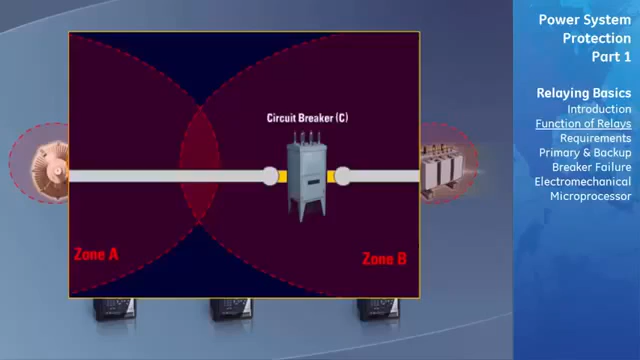 Power System
Protection
Part 1
Relaying Basics
Introduction
Function of Relays
Requirements
Primary & Backup
Breaker Failure
Electromechanical
Microprocessor
Circuit Breaker (C)
Zone A
Zone B